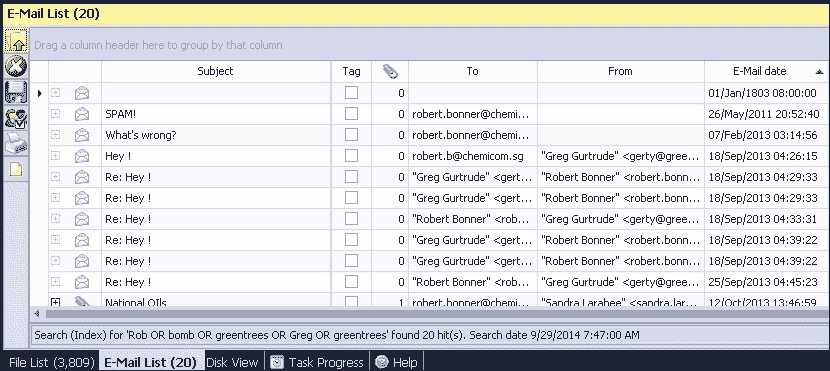 E-Mail List (20)
Drag a column header here to group by that column
Subject Tag To From E-Mail date
0 01/Jan/1803 08:00:00
SPAM! 0 robert.bonner@chemi... 26/May/2011 20:52:40
What's wrong? 0 robert.bonner@chemi... 07/Feb/2013 03:14:56
Hey ! 0 robert.b@chemicom.sg "Greg Gurtrude" <gerty@gree... 18/Sep/2013 04:26:15
Re: Hey ! 0 "Greg Gurtrude" <gert... "Robert Bonner" <robert.bonn... 18/Sep/2013 04:29:33
Re: Hey ! 0 "Greg Gurtrude" <gert... "Robert Bonner" <robert.bonn... 18/Sep/2013 04:29:33
Re: Hey ! 0 "Robert Bonner" <rob... "Greg Gurtrude" <gerty@gree... 18/Sep/2013 04:33:31
Re: Hey ! 0 "Greg Gurtrude" <gert... "Robert Bonner" <robert.bonn... 18/Sep/2013 04:39:22
Re: Hey ! 0 "Greg Gurtrude" <gert... "Robert Bonner" <robert.bonn... 18/Sep/2013 04:39:22
Re: Hey ! 0 "Robert Bonner" <rob... "Greg Gurtrude" <gerty@gree... 25/Sep/2013 04:45:23
National OIls 1 robert.bonner@chemi... "Sandra Larabee" <sandra.lar... 12/Oct/2013 13:46:59
Search (Index) for 'Rob OR bomb OR greentrees OR Greg OR greentrees' found 20 hit(s). Search date 9/29/2014 7:47:00 AM
File List (3,809) E-Mail List (20) Disk View Task Progress Help